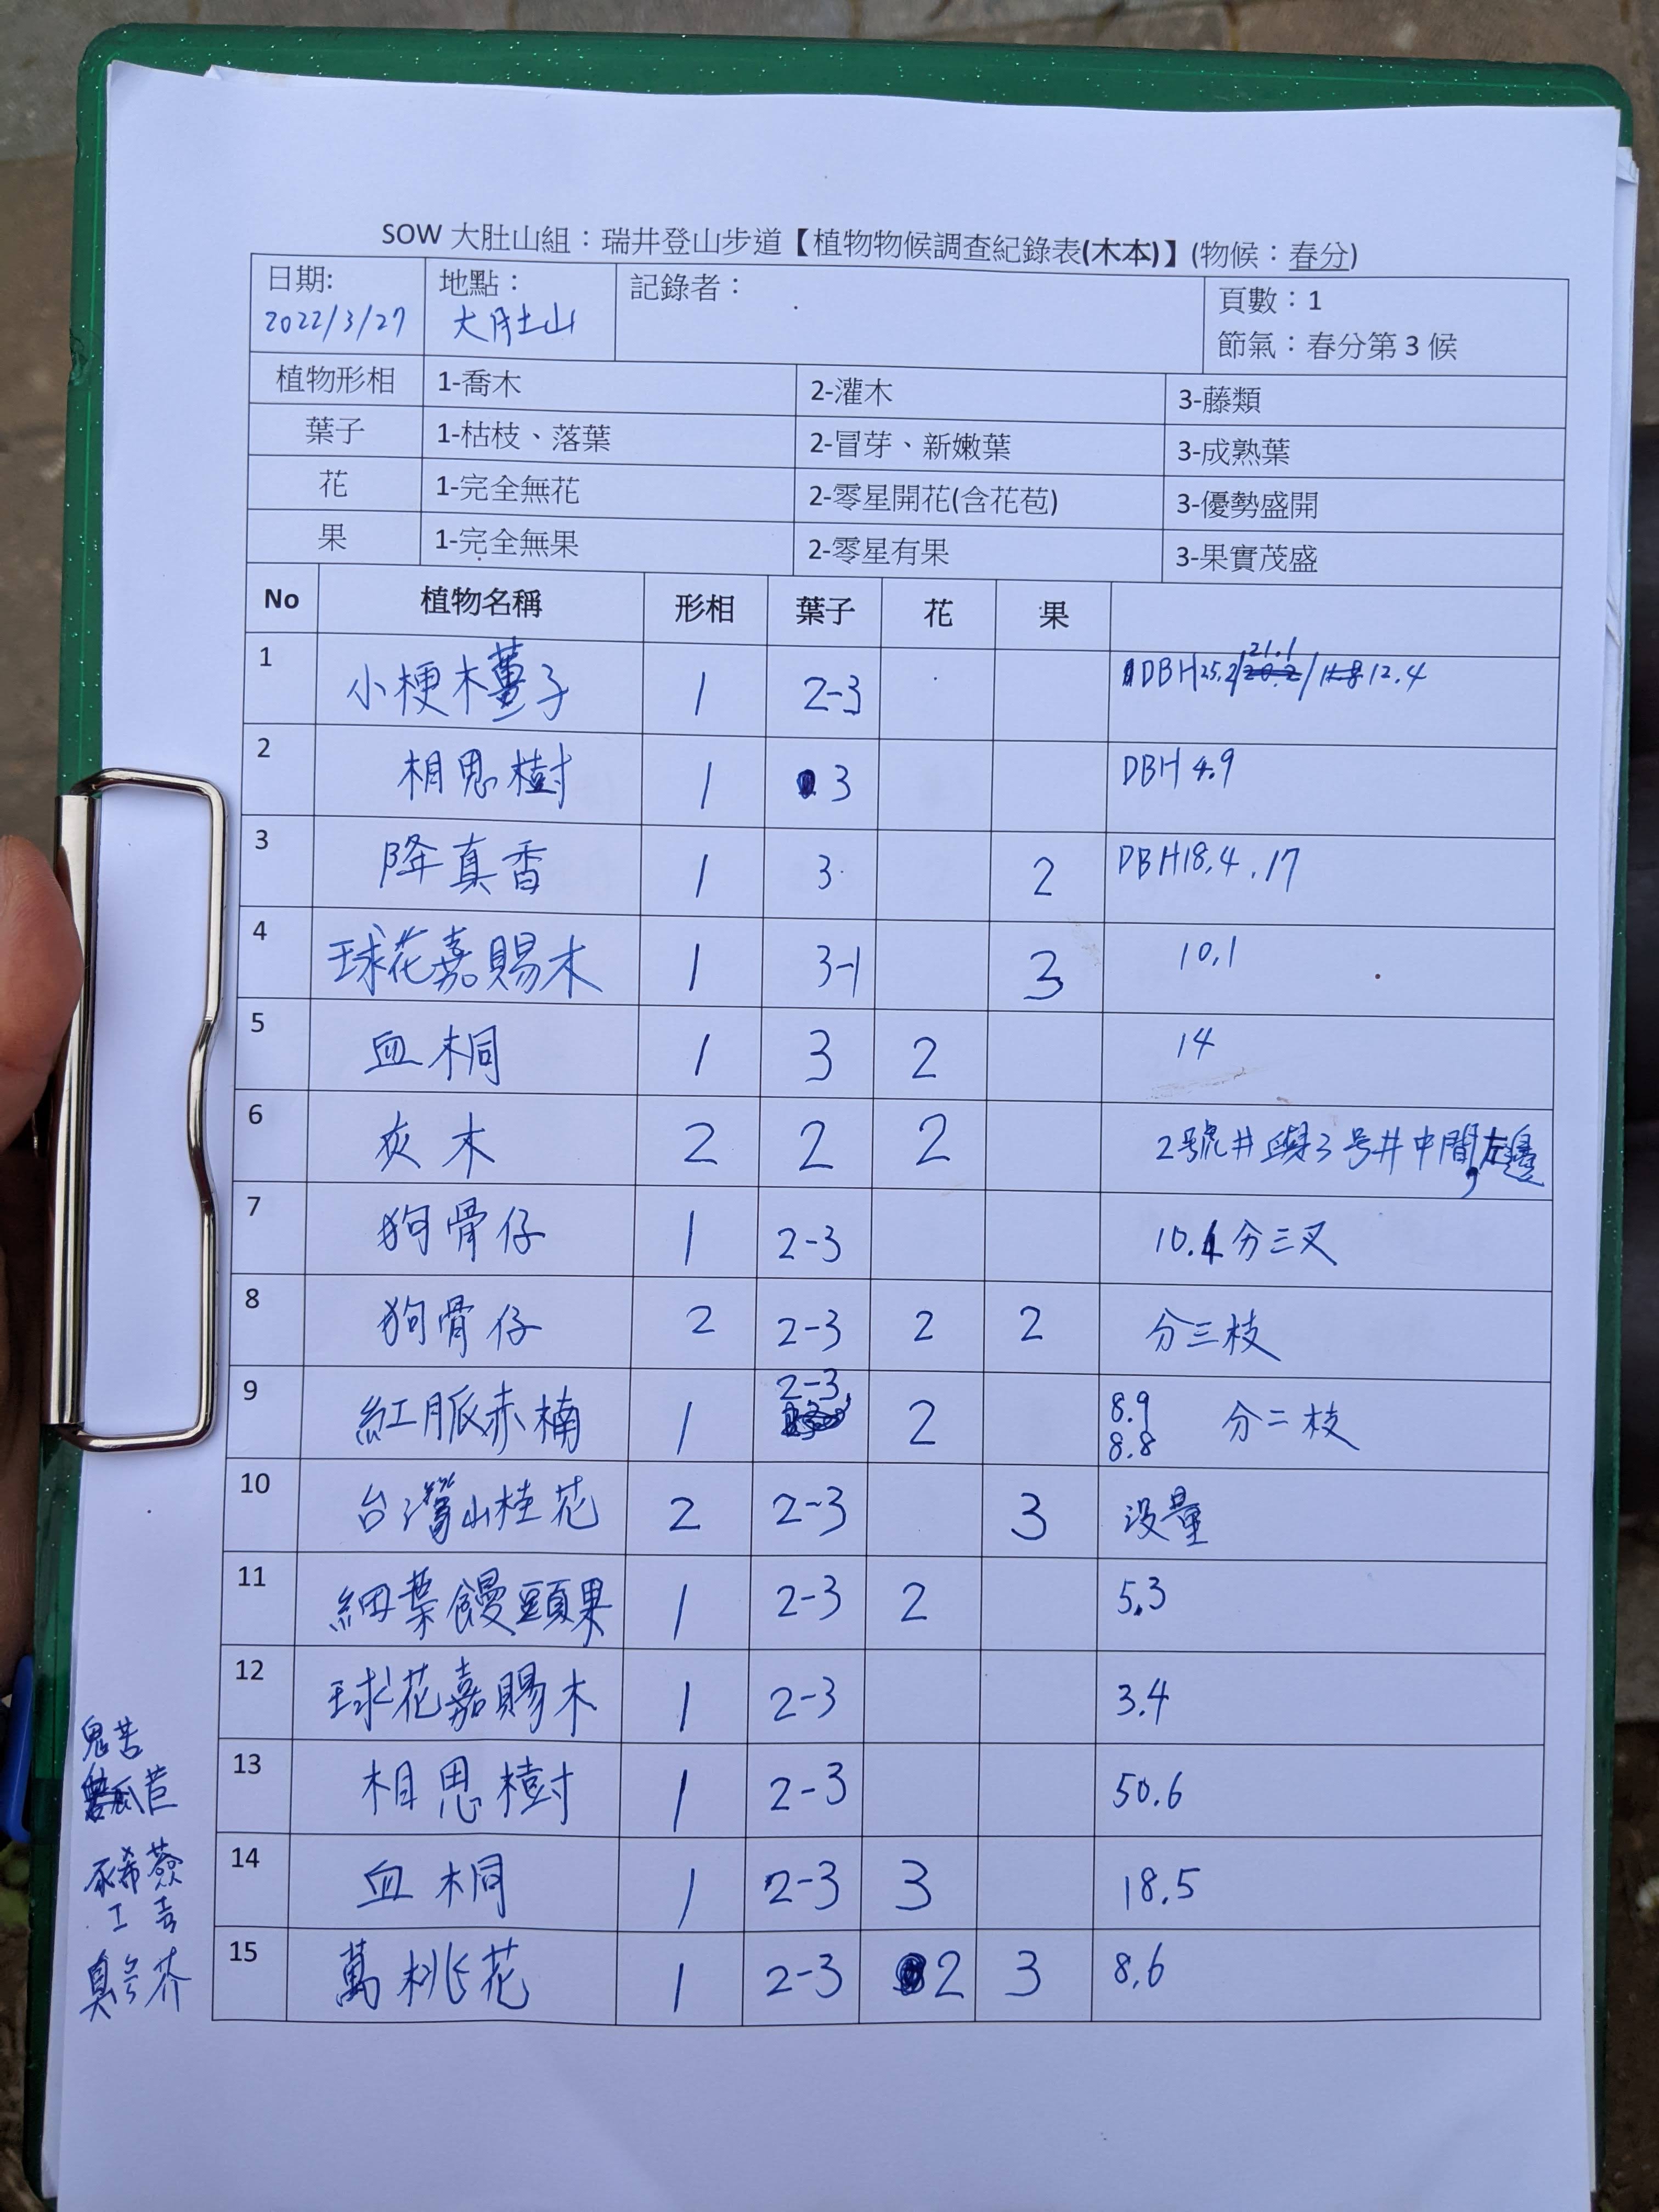 SOW 大肚山組：瑞井登山步道【植物物候調查紀錄表(木本)】(物候：春分)
日期: 地點： 記錄者： 頁數：1
2022/3/27 大肚山 節氣：春分第 3 候
植物形相 1-喬木 2-灌木 3-藤類
葉子 1-枯枝、落葉 2-冒芽、新嫩葉 3-成熟葉
花 1-完全無花 2-零星開花(含花苞) 3-優勢盛開
果 1-完全無果 2-零星有果 3-果實茂盛
No 植物名稱 形相 葉子 花 果
1 小梗木薑子 1 2-3 DBH 25.2/21.1/12.4
2 相思樹 1 3 DBH 4.9
3 降真香 1 3 2 DBH 18.4 . 17
4 球花嘉賜木 1 3-1 3 10.1
5 血桐 1 3 2 14
6 灰木 2 2 2 2號井與3号井中間,左邊
7 狗骨仔 1 2-3 10.1 分三叉
8 狗骨仔 2 2-3 2 2 分三枝
9 紅脈赤楠 1 2-3 2 8.9 8.8 分二枝
10 台灣山桂花 2 2-3 3 沒量
11 細葉饅頭果 1 2-3 2 5.3
12 球花嘉賜木 1 2-3 3.4
13 相思樹 1 2-3 50.6
14 血桐 1 2-3 3 18.5
15 萬桃花 1 2-3 2 3 8.6
鬼苦
苣
豨薟